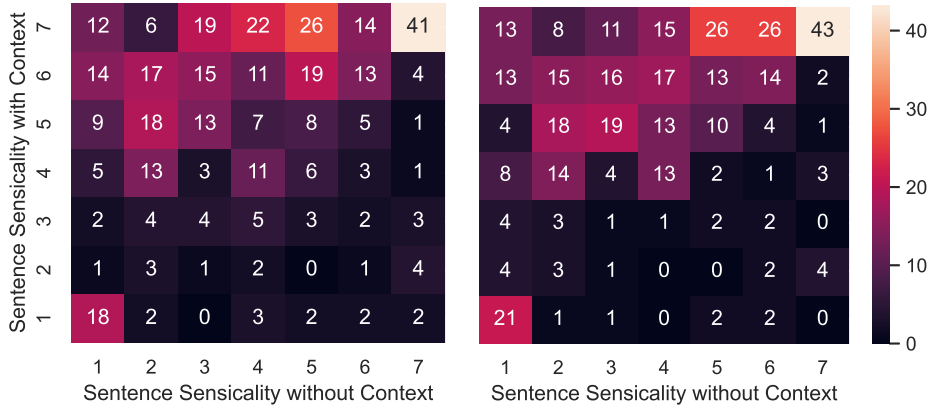 7 12 6 19 22 26 14 41
6 14 17 15 11 19 13 4
5 9 18 13 7 8 5 1
4 5 13 3 11 6 3 1
3 2 4 4 5 3 2 3
2 1 3 1 2 0 1 4
1 18 2 0 3 2 2 2
1 2 3 4 5 6 7
Sentence Sensicality with Context
Sentence Sensicality without Context
13 8 11 15 26 26 43
13 15 16 17 13 14 2
4 18 19 13 10 4 1
8 14 4 13 2 1 3
4 3 1 1 2 2 0
4 3 1 0 0 2 4
21 1 1 0 2 2 0
1 2 3 4 5 6 7
Sentence Sensicality without Context
40
30
20
10
0